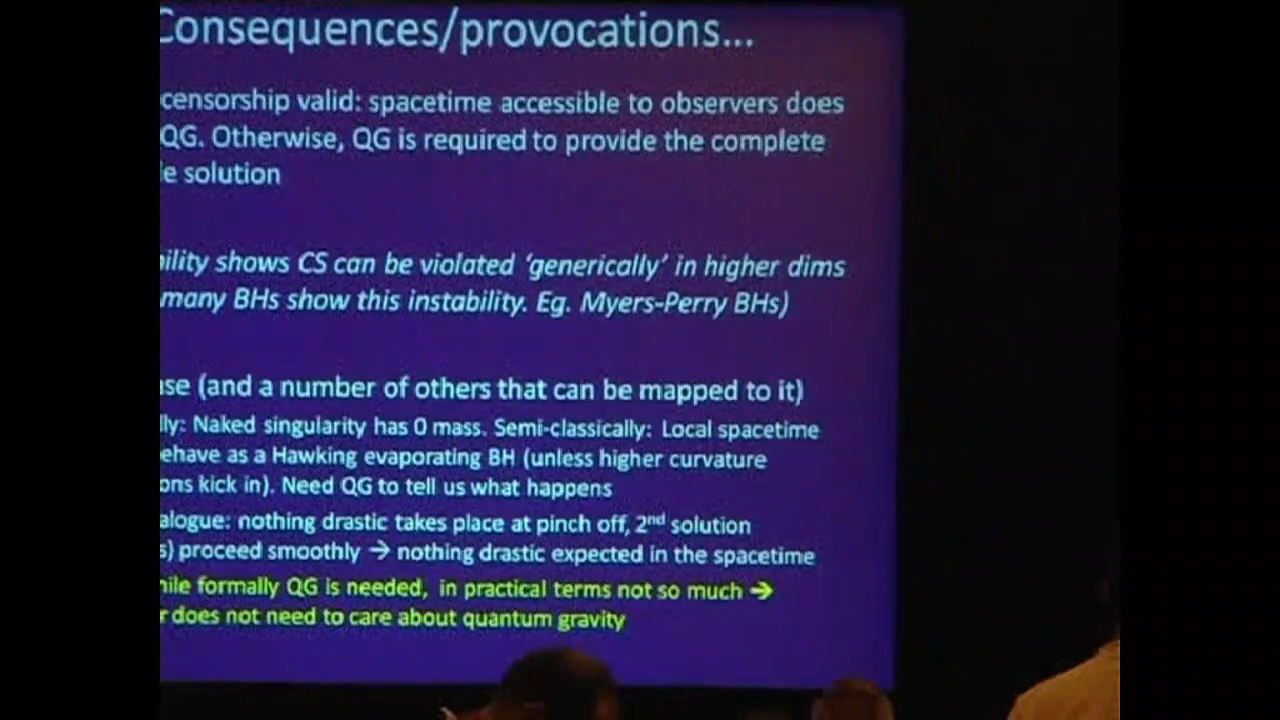 Consequences/provocations...
censorship valid: spacetime accessible to observers does
QG. Otherwise, QG is required to provide the complete
e solution
ility shows CS can be violated ‘generically’ in higher dims
many BHs show this instability. Eg. Myers-Perry BHs)
se (and a number of others that can be mapped to it)
lly: Naked singularity has 0 mass. Semi-classically: Local spacetime
ehave as a Hawking evaporating BH (unless higher curvature
ons kick in). Need QG to tell us what happens
alogue: nothing drastic takes place at pinch off, 2nd solution
s) proceed smoothly → nothing drastic expected in the spacetime
ile formally QG is needed, in practical terms not so much →
r does not need to care about quantum gravity